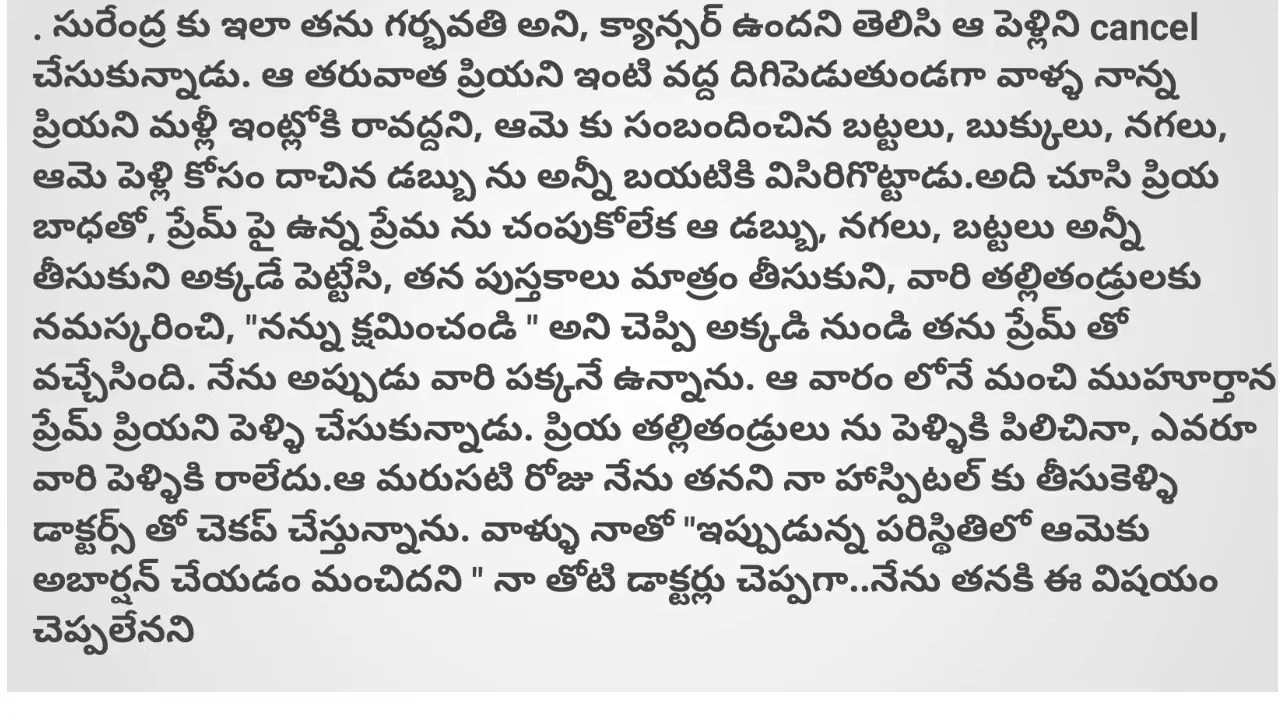 . సురేంద్ర కు ఇలా తను గర్భవతి అని, క్యాన్సర్ ఉందని తెలిసి ఆ పెళ్లిని cancel
చేసుకున్నాడు. ఆ తరువాత ప్రియని ఇంటి వద్ద దిగిపెడుతుండగా వాళ్ళ నాన్న
ప్రియని మళ్లీ ఇంట్లోకి రావద్దని, ఆమె కు సంబందించిన బట్టలు, బుక్కులు, నగలు,
ఆమె పెళ్లి కోసం దాచిన డబ్బు ను అన్నీ బయటికి విసిరిగొట్టాడు.అది చూసి ప్రియ
బాధతో, ప్రేమ్ పై ఉన్న ప్రేమ ను చంపుకోలేక ఆ డబ్బు, నగలు, బట్టలు అన్నీ
తీసుకుని అక్కడే పెట్టేసి, తన పుస్తకాలు మాత్రం తీసుకుని, వారి తల్లితండ్రులకు
నమస్కరించి, "నన్ను క్షమించండి " అని చెప్పి అక్కడి నుండి తను ప్రేమ్ తో
వచ్చేసింది. నేను అప్పుడు వారి పక్కనే ఉన్నాను. ఆ వారం లోనే మంచి ముహూర్తాన
ప్రేమ్ ప్రియని పెళ్ళి చేసుకున్నాడు. ప్రియ తల్లితండ్రులు ను పెళ్ళికి పిలిచినా, ఎవరూ
వారి పెళ్ళికి రాలేదు.ఆ మరుసటి రోజు నేను తనని నా హాస్పిటల్ కు తీసుకెళ్ళి
డాక్టర్స్ తో చెకప్ చేస్తున్నాను. వాళ్ళు నాతో "ఇప్పుడున్న పరిస్థితిలో ఆమెకు
అబార్షన్ చేయడం మంచిదని " నా తోటి డాక్టర్లు చెప్పగా..నేను తనకి ఈ విషయం
చెప్పలేనని